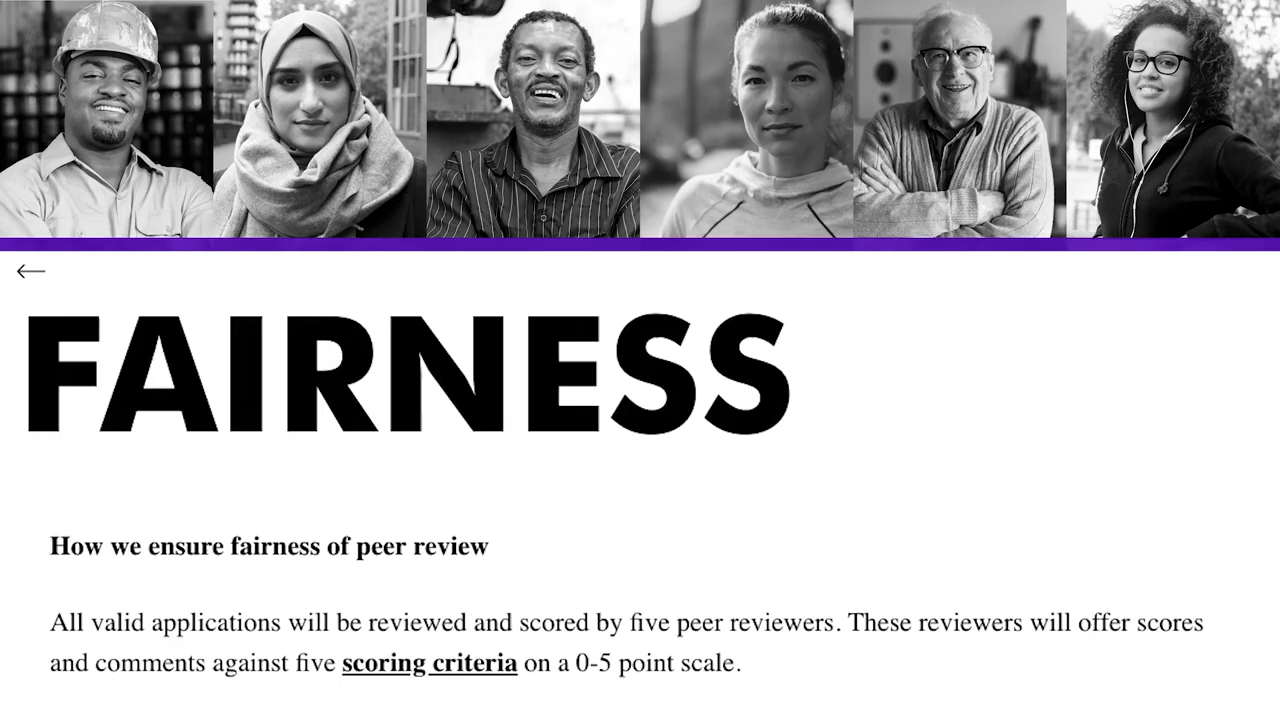 FAIRNESS
How we ensure fairness of peer review
All valid applications will be reviewed and scored by five peer reviewers. These reviewers will offer scores
and comments against five scoring criteria on a 0-5 point scale.